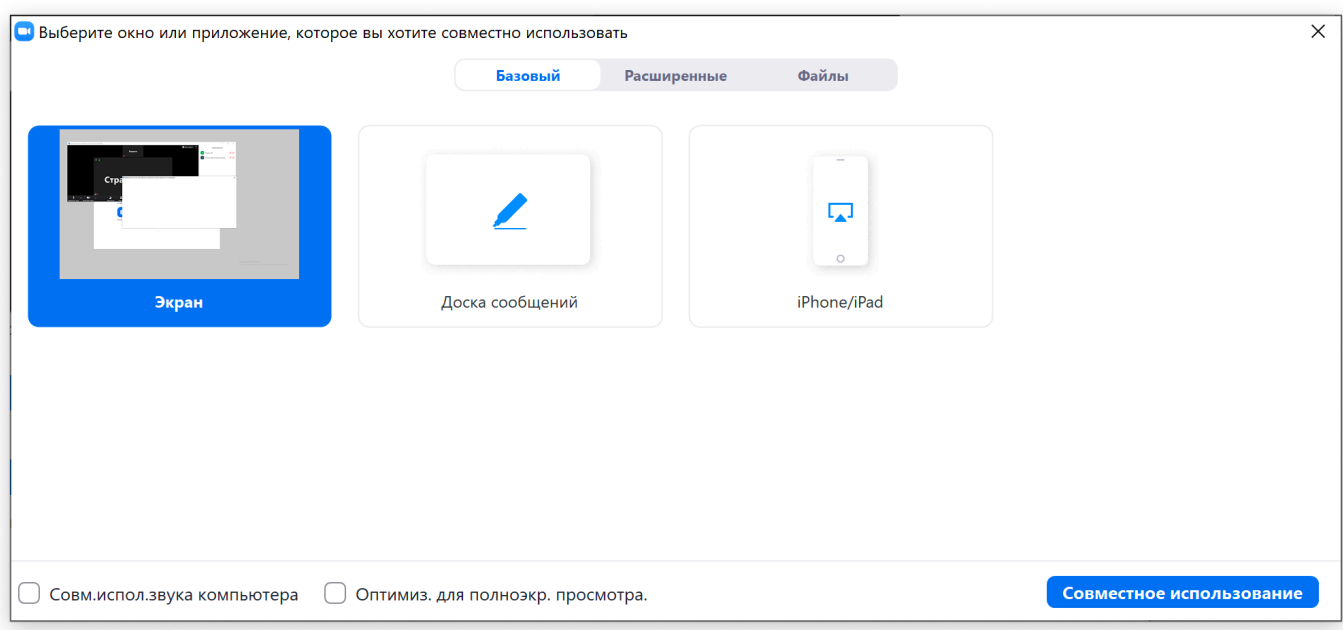 Выберите окно или приложение, которое вы хотите совместно использовать
Базовый
Расширенные
Файлы
Экран
Доска сообщений
iPhone/iPad
Совм.испол.звука компьютера
Оптимиз. для полноэкр. просмотра.
Совместное использование